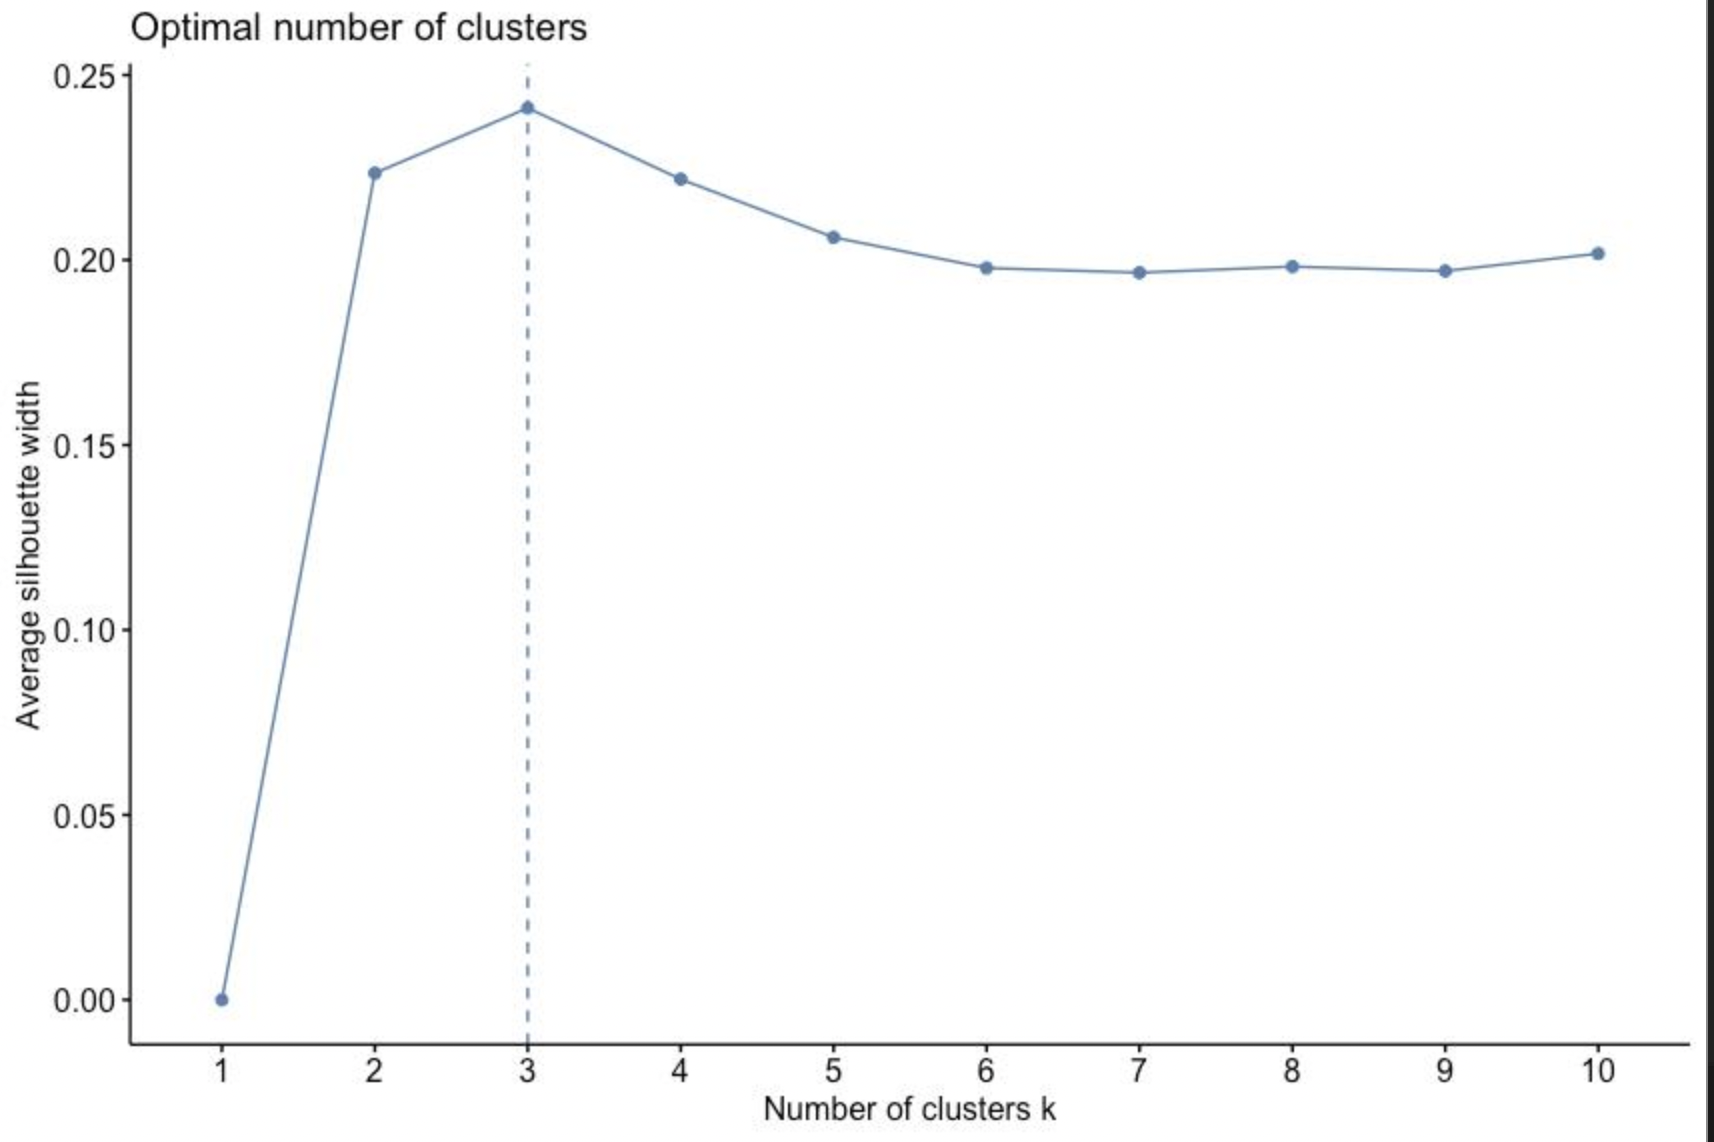 Optimal number of clusters
0.25
0.20
0.15
0.10
0.05
0.00
Average silhouette width
1 2 3 4 5 6 7 8 9 10
Number of clusters k